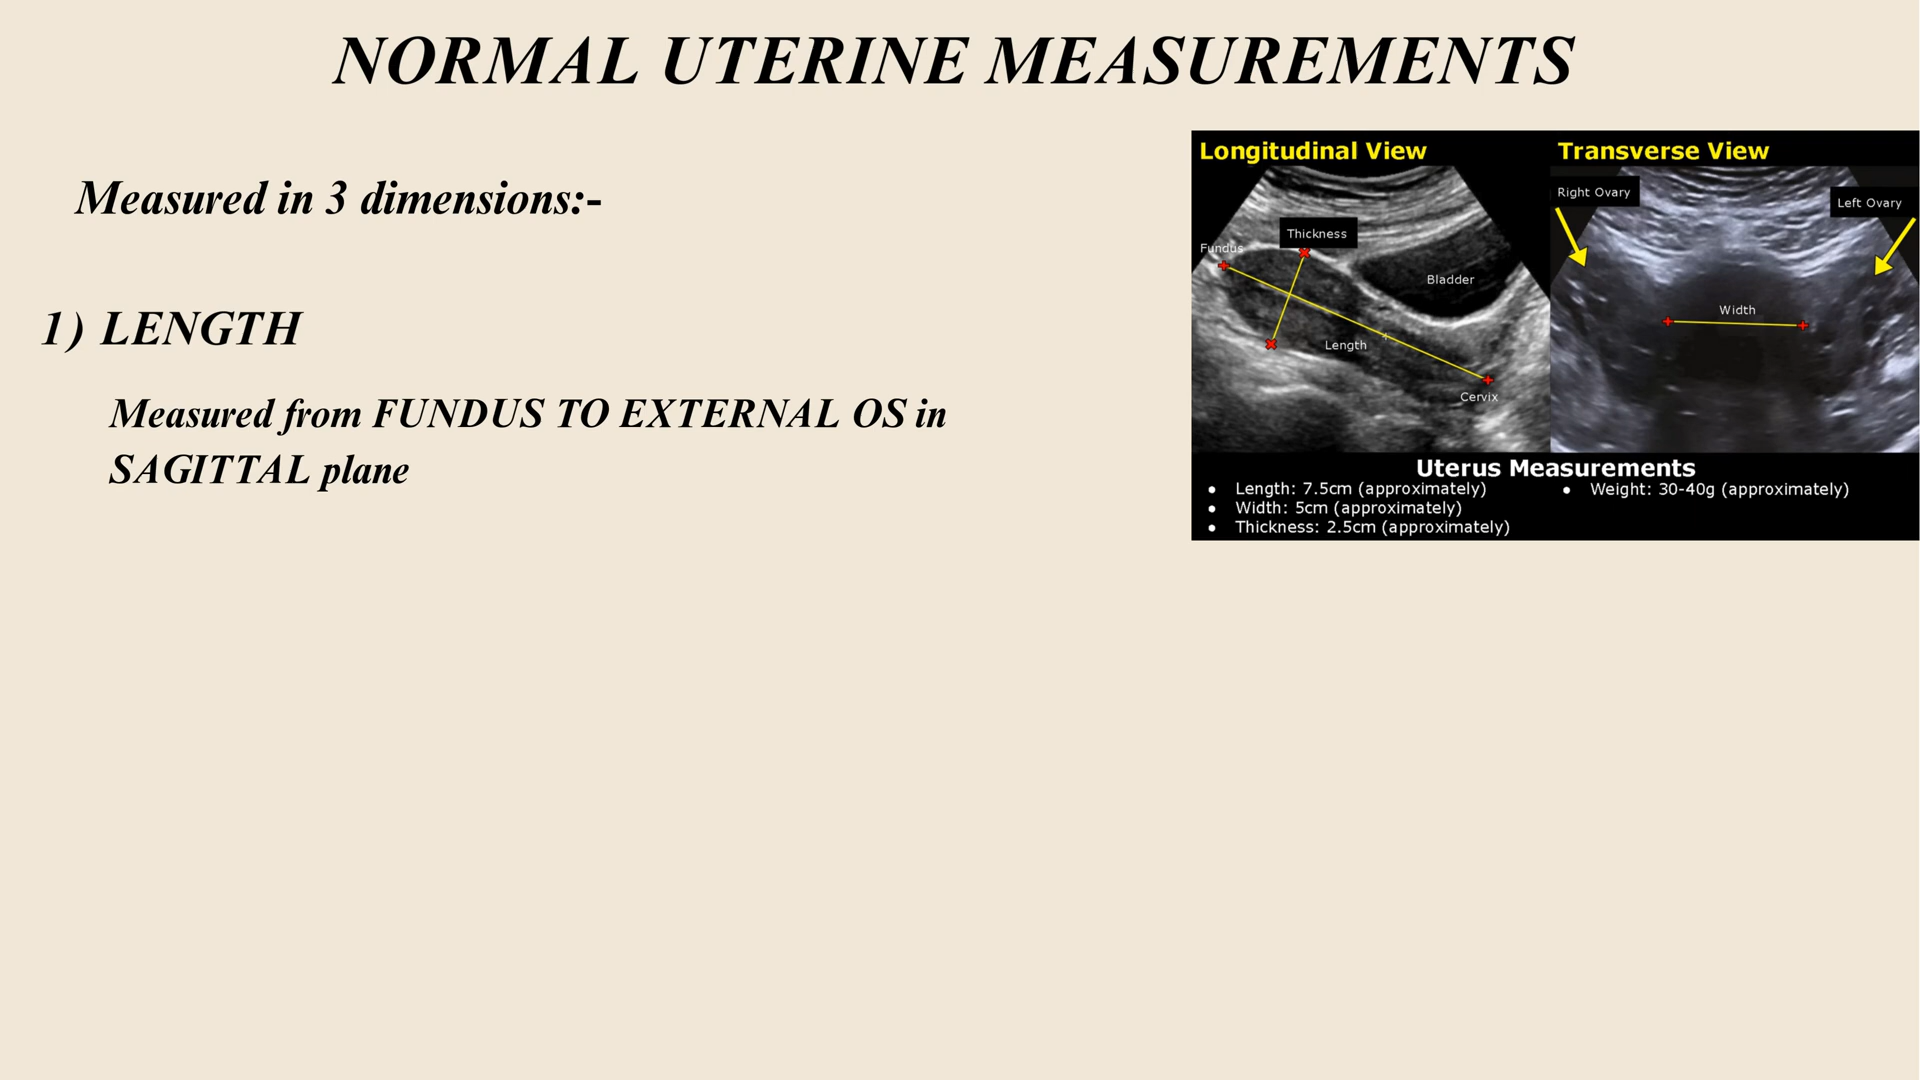 NORMAL UTERINE MEASUREMENTS
Measured in 3 dimensions:-
1) LENGTH
Measured from FUNDUS TO EXTERNAL OS in
SAGITTAL plane
Longitudinal View
Fundus
Thickness
Bladder
Length
Cervix
Transverse View
Right Ovary
Left Ovary
Width
Uterus Measurements
● Length: 7.5cm (approximately)
● Width: 5cm (approximately)
● Thickness: 2.5cm (approximately)
● Weight: 30-40g (approximately)